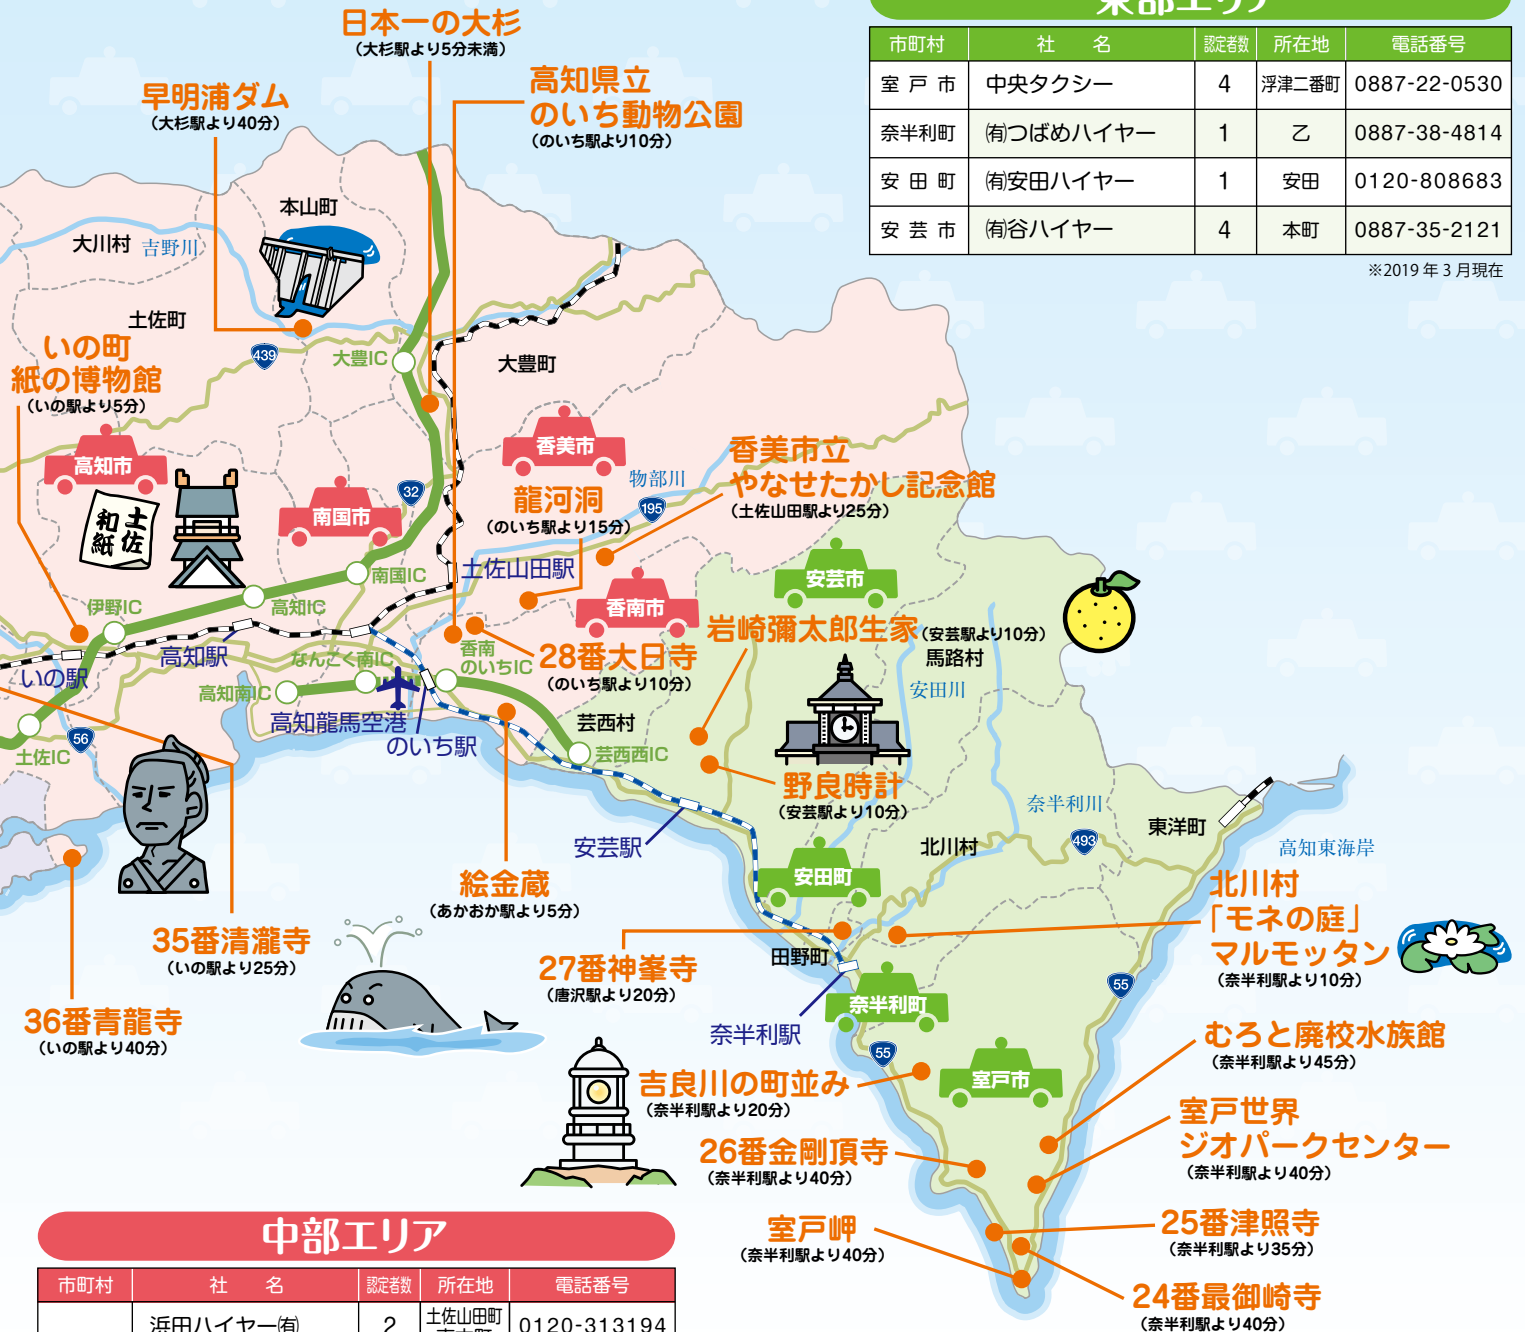 日本一の大杉
(大杉駅より5分未満)
早明浦ダム
(大杉駅より40分)
高知県立
のいち動物公園
(のいち駅より10分)
東部エリア
市町村 社 名 認定者数 所在地 電話番号
室戸市 中央タクシー 4 浮津二番町 0887-22-0530
奈半利町 ㈲つばめハイヤー 1 乙 0887-38-4814
安田町 ㈲安田ハイヤー 1 安田 0120-808683
安芸市 ㈲谷ハイヤー 4 本町 0887-35-2121
※2019年3月現在
本山町
大川村
吉野川
土佐町
439
大豊IC
大豊町
いの町
紙の博物館
(いの駅より5分)
高知市
土佐
和紙
南国市
32
香美市
物部川
195
龍河洞
(のいち駅より15分)
香美市立
やなせたかし記念館
(土佐山田駅より25分)
土佐山田駅
南国IC
高知IC
伊野IC
香南市
安芸市
岩崎彌太郎生家(安芸駅より10分)
馬路村
安田川
28番大日寺
(のいち駅より10分)
香南
のいちIC
なんこく南IC
高知駅
いの駅
高知南IC
高知龍馬空港
のいち駅
土佐IC
56
芸西村
芸西西IC
野良時計
(安芸駅より10分)
奈半利川
493
東洋町
高知東海岸
北川村
安芸駅
安田町
絵金蔵
(あかおか駅より5分)
35番清瀧寺
(いの駅より25分)
36番青龍寺
(いの駅より40分)
27番神峯寺
(唐沢駅より20分)
田野町
北川村
「モネの庭」
マルモッタン
(奈半利駅より10分)
奈半利町
奈半利駅
55
55
むろと廃校水族館
(奈半利駅より45分)
吉良川の町並み
(奈半利駅より20分)
室戸市
室戸世界
ジオパークセンター
(奈半利駅より40分)
26番金剛頂寺
(奈半利駅より40分)
室戸岬
(奈半利駅より40分)
25番津照寺
(奈半利駅より35分)
24番最御崎寺
(奈半利駅より40分)
中部エリア
市町村 社 名 認定者数 所在地 電話番号
浜田ハイヤー㈲ 2 土佐山田町 0120-313194